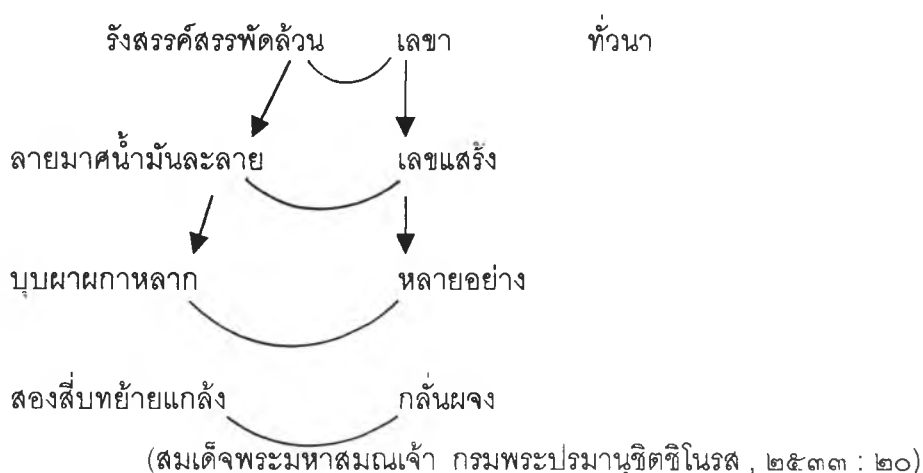 รังสรรค์สรรพัดล้วน เลขา ทั่วนา
ลายมาศน้ำมันละลาย เลขแสร้ง
บุบผาผกาหลาก หลายอย่าง
สองสี่บทย้ายแกล้ง กลั่นผจง
(สมเด็จพระมหาสมณเจ้า กรมพระปรมานุชิตชิโนรส , ๒๕๓๓ : ๒๐)